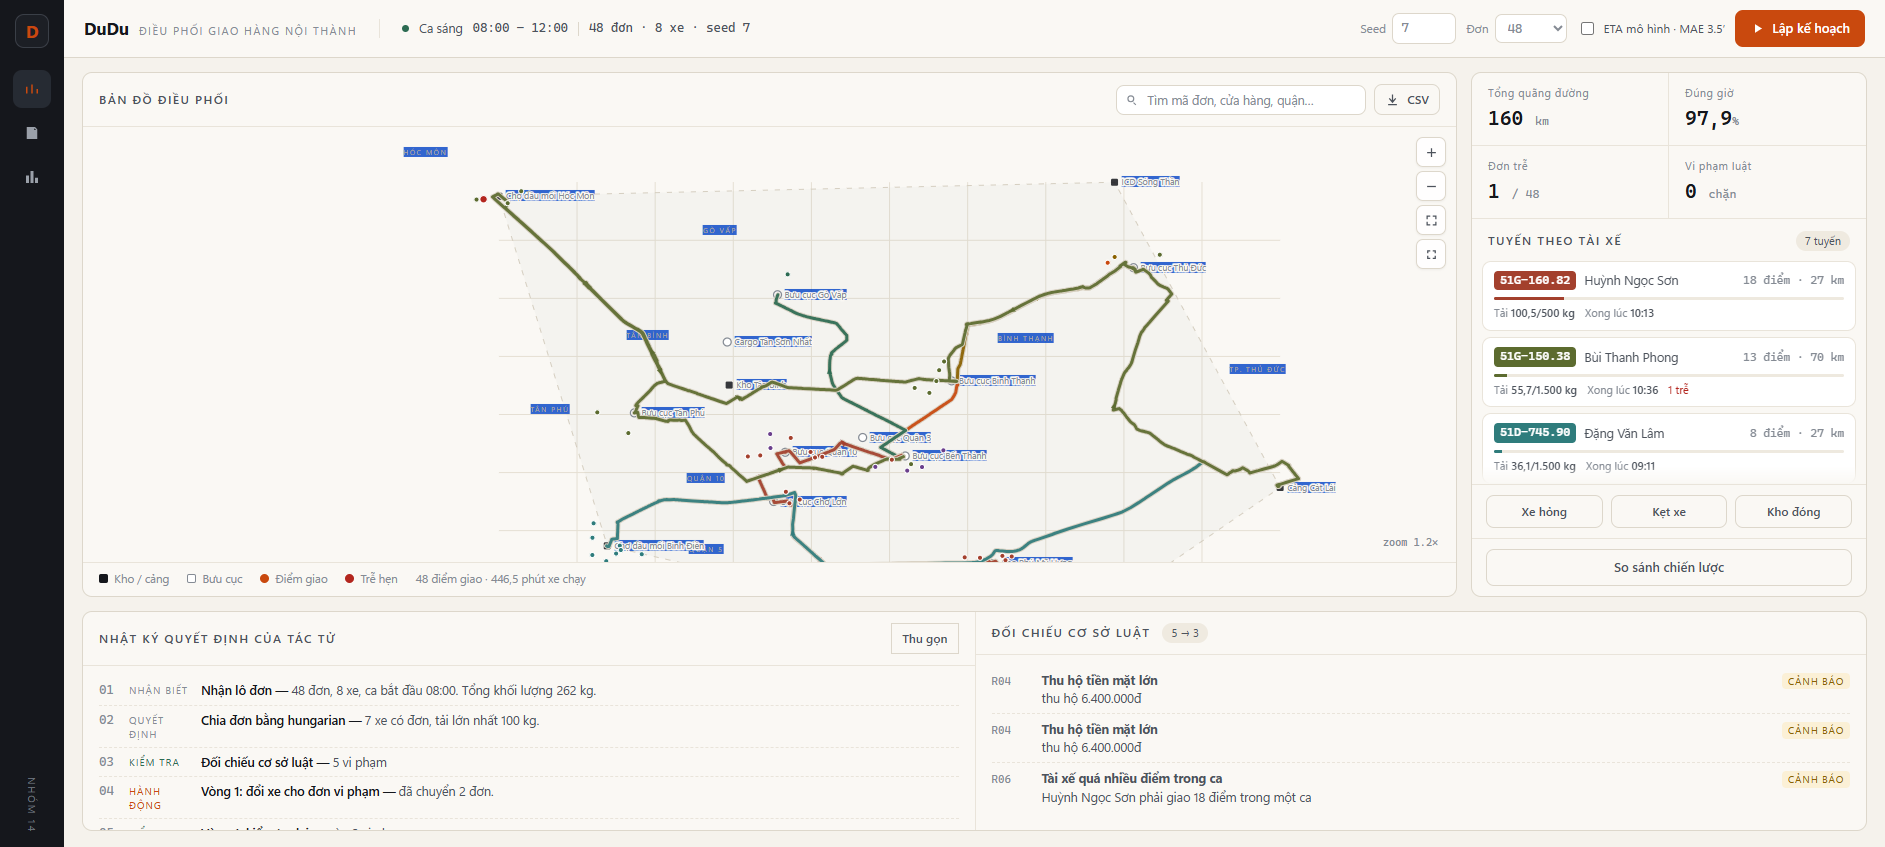 D
DuDu ĐIỀU PHỐI GIAO HÀNG NỘI THÀNH
Ca sáng 08:00 – 12:00 48 đơn · 8 xe · seed 7
Seed 7 Đơn 48 ETA mô hình · MAE 3.5' Lập kế hoạch
BẢN ĐỒ ĐIỀU PHỐI
Tìm mã đơn, cửa hàng, quận...
CSV
HÓC MÔN
Chợ đầu mối Hóc Môn
ICD Sóng Thần
GÒ VẤP
Bưu cục Thủ Đức
Bưu cục Gò Vấp
TÂN BÌNH
Cargo Tân Sơn Nhất
BÌNH THẠNH
TP. THỦ ĐỨC
Bưu cục Bình Thạnh
TÂN PHÚ
Bưu cục Tân Phú
Bưu cục Quận 3
Bưu cục Bến Thành
QUẬN 10
Chợ đầu mối Bình Điền
zoom 1.2×
Kho / cảng Bưu cục Điểm giao Trễ hẹn 48 điểm giao · 446,5 phút xe chạy
Tổng quãng đường
160 km
Đúng giờ
97,9%
Đơn trễ
1 / 48
Vi phạm luật
0 chặn
TUYẾN THEO TÀI XẾ 7 tuyến
51G-160.82 Huỳnh Ngọc Sơn 18 điểm · 27 km
Tải 100,5/500 kg Xong lúc 10:13
51G-150.38 Bùi Thanh Phong 13 điểm · 70 km
Tải 55,7/1.500 kg Xong lúc 10:36 1 trễ
51D-745.90 Đặng Văn Lâm 8 điểm · 27 km
Tải 36,1/1.500 kg Xong lúc 09:11
Xe hỏng Kẹt xe Kho đóng
So sánh chiến lược
NHẬT KÝ QUYẾT ĐỊNH CỦA TÁC TỬ Thu gọn
01 NHẬN BIẾT Nhận lô đơn — 48 đơn, 8 xe, ca bắt đầu 08:00. Tổng khối lượng 262 kg.
02 QUYẾT ĐỊNH Chia đơn bằng hungarian — 7 xe có đơn, tải lớn nhất 100 kg.
03 KIỂM TRA Đối chiếu cơ sở luật — 5 vi phạm
04 HÀNH ĐỘNG Vòng 1: đổi xe cho đơn vi phạm — đã chuyển 2 đơn.
ĐỐI CHIẾU CƠ SỞ LUẬT 5 → 3
R04 Thu hộ tiền mặt lớn CẢNH BÁO
thu hộ 6.400.000đ
R04 Thu hộ tiền mặt lớn CẢNH BÁO
thu hộ 6.400.000đ
R06 Tài xế quá nhiều điểm trong ca CẢNH BÁO
Huỳnh Ngọc Sơn phải giao 18 điểm trong một ca
NHÓM 14